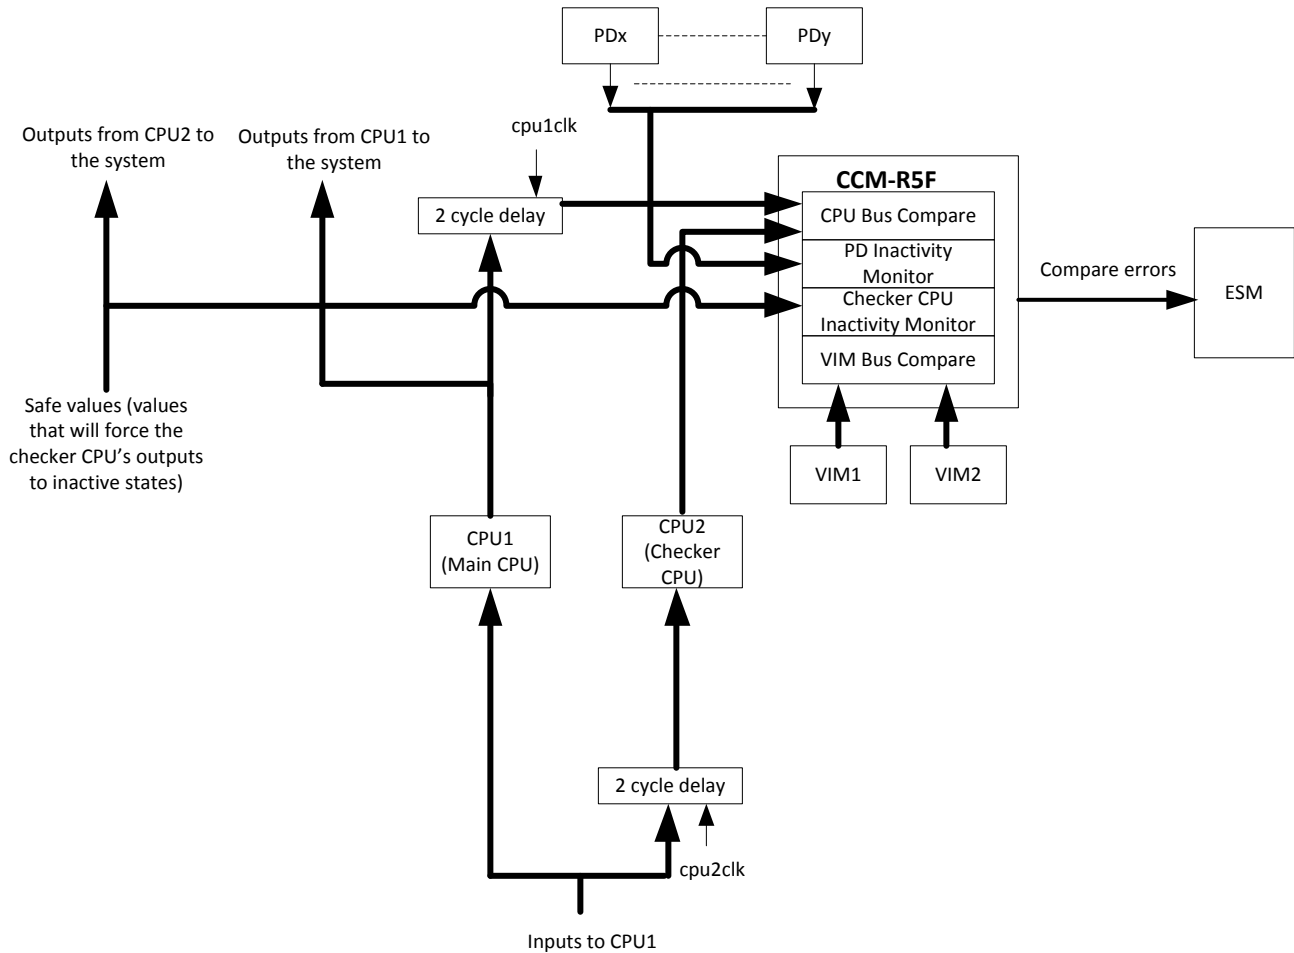 PDx
PDy
Outputs from CPU2 to
the system
Outputs from CPU1 to
the system
cpu1clk
2 cycle delay
CCM-R5F
CPU Bus Compare
PD Inactivity
Monitor
Checker CPU
Inactivity Monitor
VIM Bus Compare
Compare errors
ESM
Safe values (values
that will force the
checker CPU's outputs
to inactive states)
VIM1
VIM2
CPU1
(Main CPU)
CPU2
(Checker
CPU)
2 cycle delay
cpu2clk
Inputs to CPU1